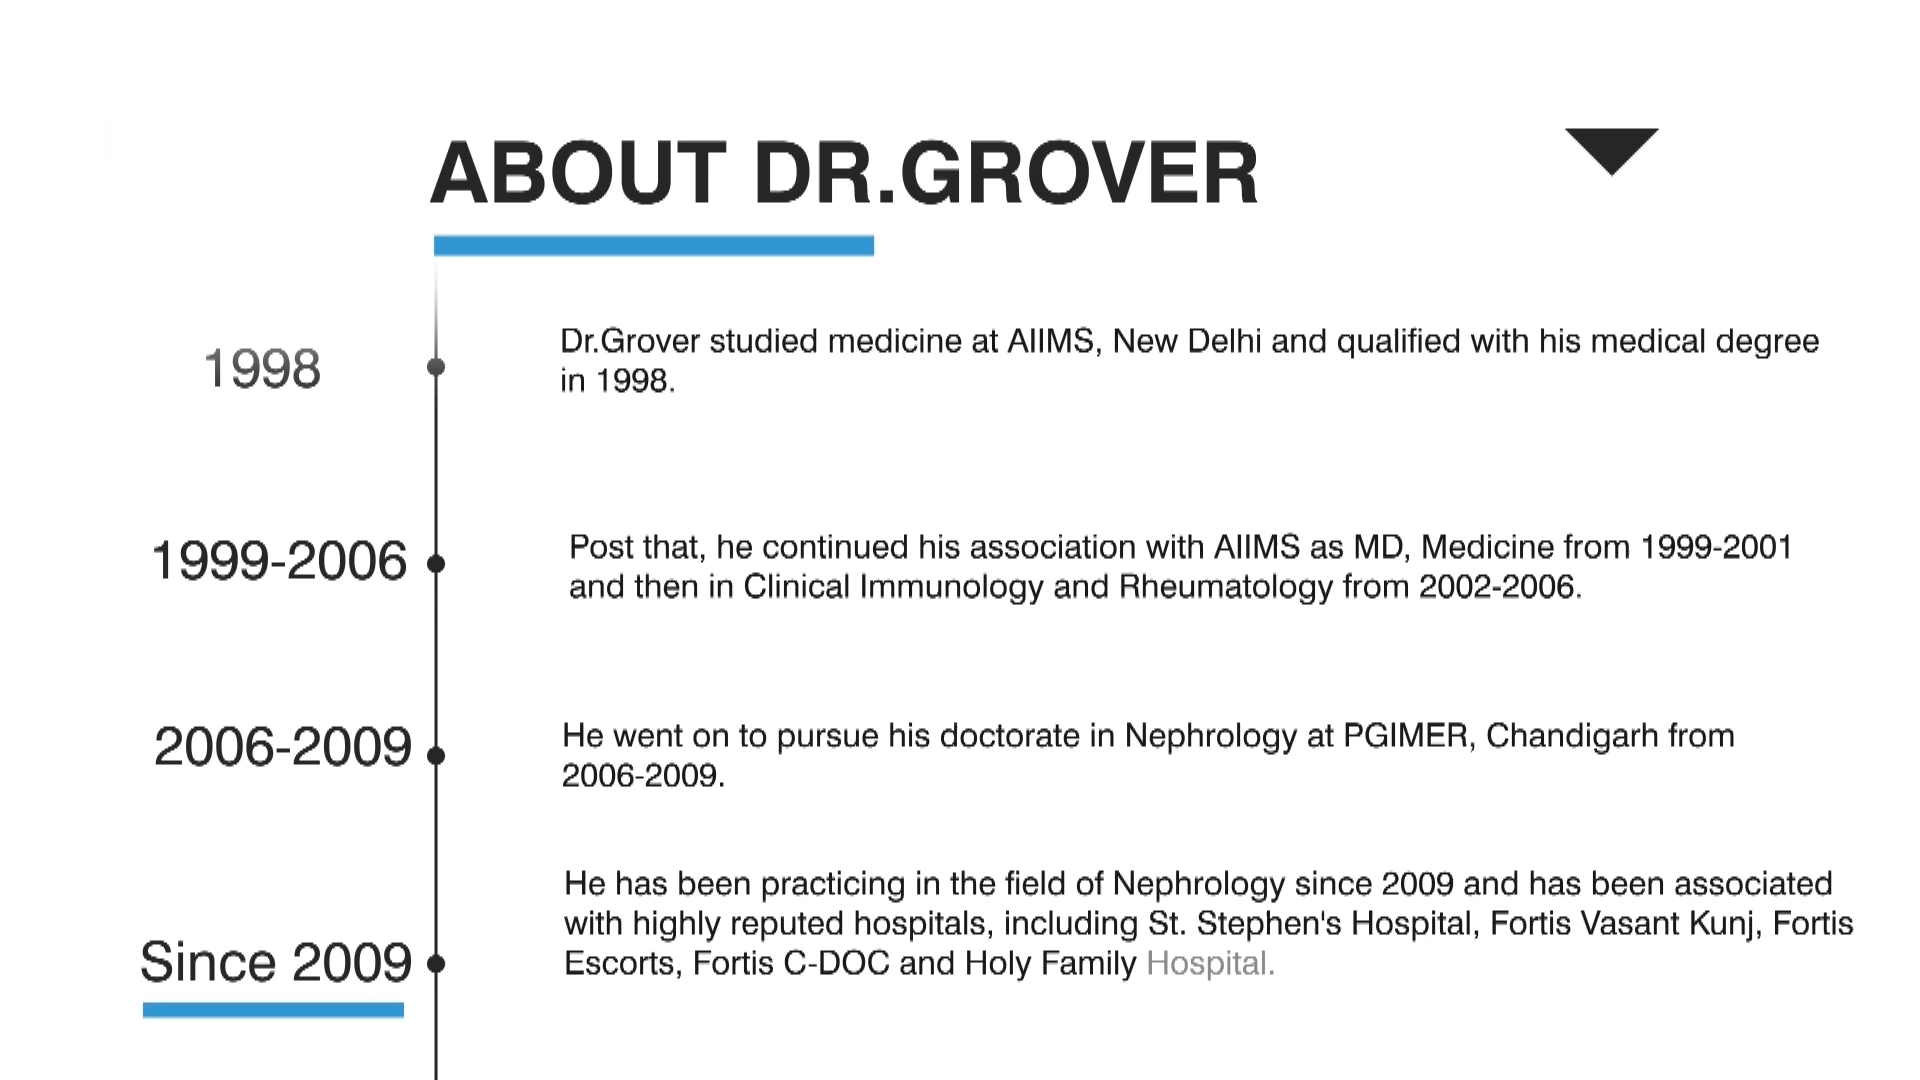 ABOUT DR.GROVER
1998
Dr.Grover studied medicine at AIIMS, New Delhi and qualified with his medical degree
in 1998.
1999-2006
Post that, he continued his association with AIIMS as MD, Medicine from 1999-2001
and then in Clinical Immunology and Rheumatology from 2002-2006.
2006-2009
He went on to pursue his doctorate in Nephrology at PGIMER, Chandigarh from
2006-2009.
Since 2009
He has been practicing in the field of Nephrology since 2009 and has been associated
with highly reputed hospitals, including St. Stephen's Hospital, Fortis Vasant Kunj, Fortis
Escorts, Fortis C-DOC and Holy Family Hospital.